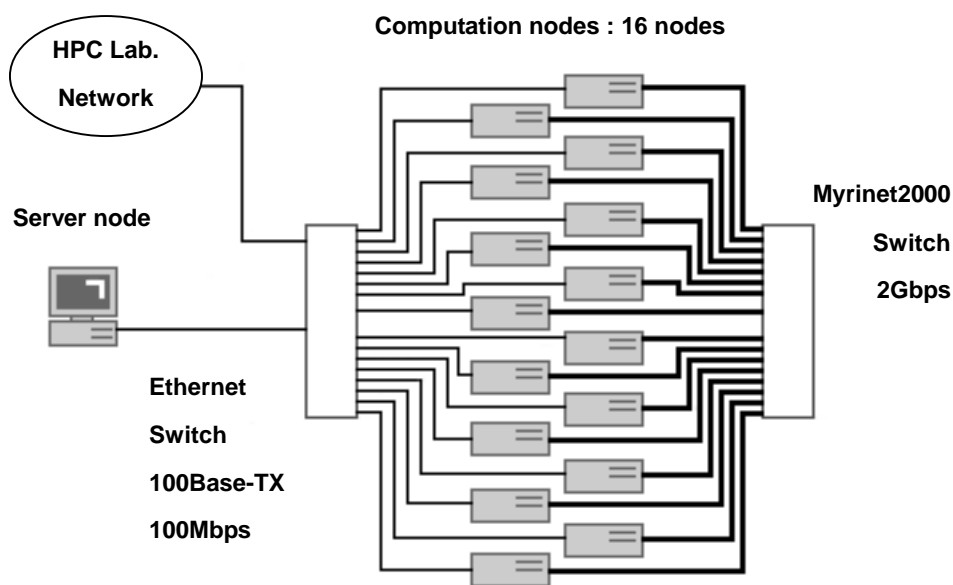 Computation nodes : 16 nodes
HPC Lab.
Network
Server node
Myrinet2000
Switch
2Gbps
Ethernet
Switch
100Base-TX
100Mbps